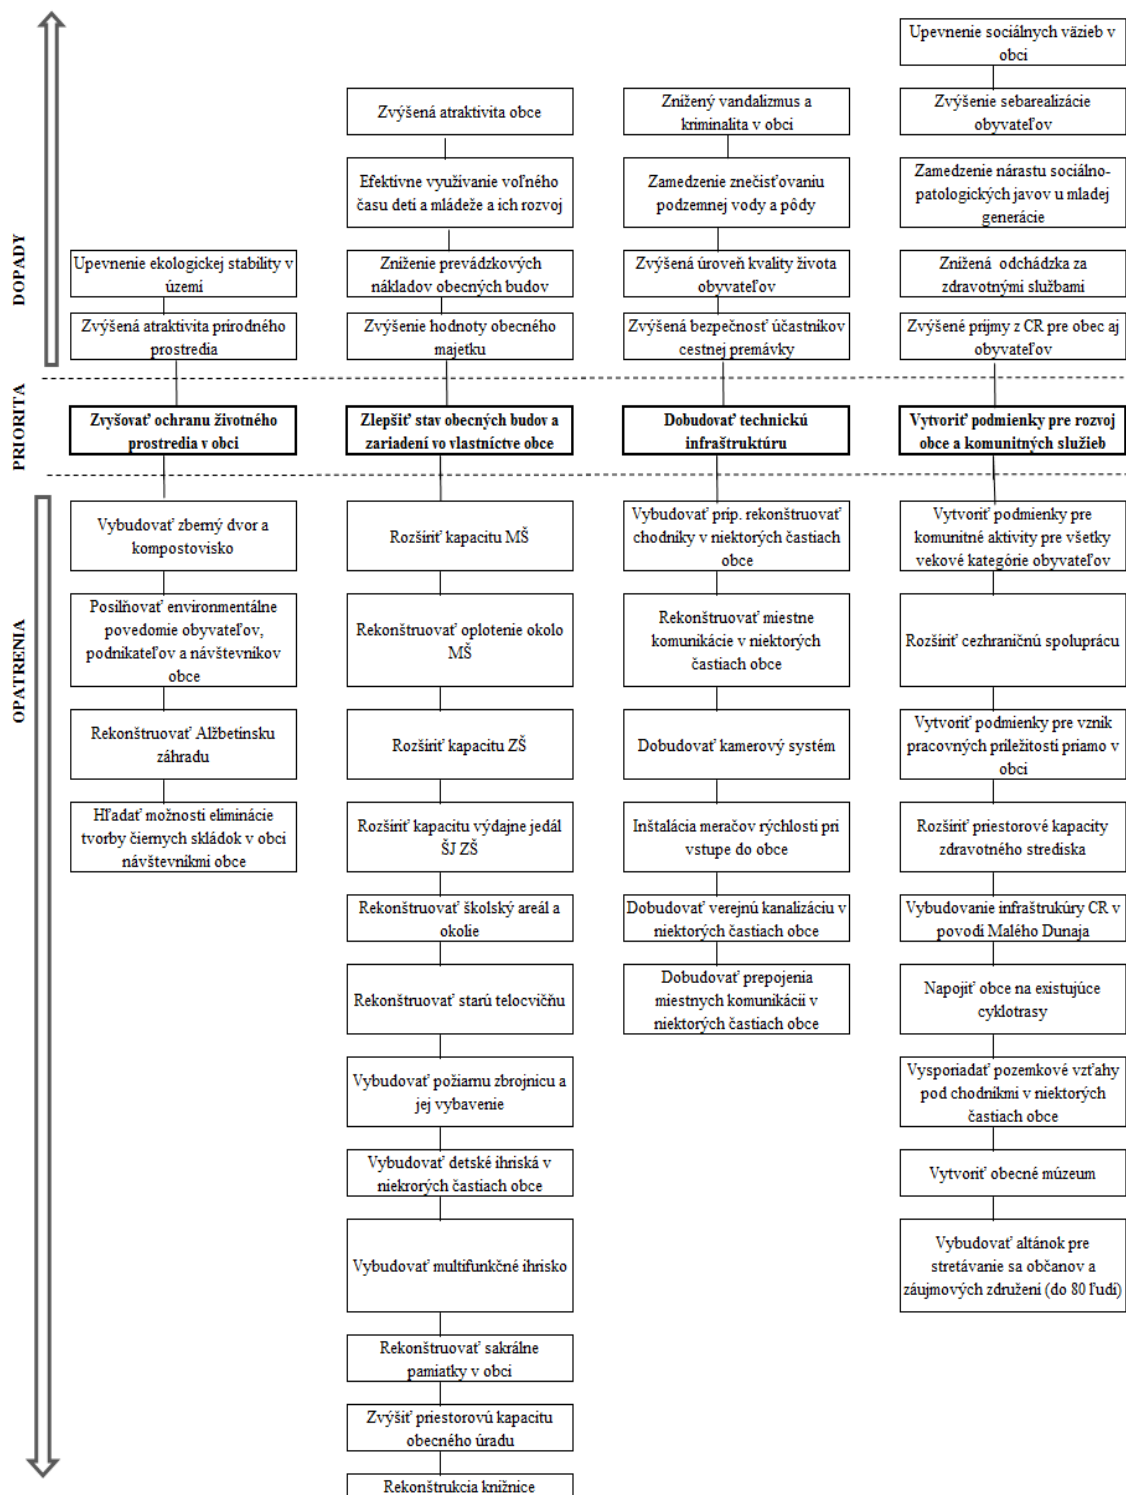 DOPADY
Upevnenie ekologickej stability v
území
Zvýšená atraktivita prírodného
prostredia
Zvýšená atraktivita obce
Efektívne využívanie voľného
času detí a mládeže a ich rozvoj
Zníženie prevádzkových
nákladov obecných budov
Zvýšenie hodnoty obecného
majetku
Znížený vandalizmus a
kriminalita v obci
Zamedzenie znečisťovaniu
podzemnej vody a pôdy
Zvýšená úroveň kvality života
obyvateľov
Zvýšená bezpečnosť účastníkov
cestnej premávky
Upevnenie sociálnych väzieb v
obci
Zvýšenie sebarealizácie
obyvateľov
Zamedzenie nárastu sociálno-
patologických javov u mladej
generácie
Znížená odchádzka za
zdravotnými službami
Zvýšené príjmy z CR pre obec aj
obyvateľov
PRIORITA
Zvyšovať ochranu životného
prostredia v obci
Zlepšiť stav obecných budov a
zariadení vo vlastníctve obce
Dobudovať technickú
infraštruktúru
Vytvoriť podmienky pre rozvoj
obce a komunitných služieb
OPATRENIA
Vybudovať zberný dvor a
kompostovisko
Posilňovať environmentálne
povedomie obyvateľov,
podnikateľov a návštevníkov
obce
Rekonštruovať Alžbetínsku
záhradu
Hľadať možnosti eliminácie
tvorby čiernych skládok v obci
návštevníkmi obce
Rozšíriť kapacitu MŠ
Rekonštruovať oplotenie okolo
MŠ
Rozšíriť kapacitu ZŠ
Rozšíriť kapacitu výdajne jedál
ŠJ ZŠ
Rekonštruovať školský areál a
okolie
Rekonštruovať starú telocvičňu
Vybudovať požiarnu zbrojnicu a
jej vybavenie
Vybudovať detské ihriská v
niekrorých častiach obce
Vybudovať multifunkčné ihrisko
Rekonštruovať sakrálne
pamiatky v obci
Zvýšiť priestorovú kapacitu
obecného úradu
Rekonštrukcia knižnice
Vybudovať príp. rekonštruovať
chodníky v niektorých častiach
obce
Rekonštruovať miestne
komunikácie v niektorých
častiach obce
Dobudovať kamerový systém
Inštalácia meračov rýchlosti pri
vstupe do obce
Dobudovať verejnú kanalizáciu v
niektorých častiach obce
Dobudovať prepojenia
miestnych komunikácií v
niektorých častiach obce
Vytvoriť podmienky pre
komunitné aktivity pre všetky
vekové kategórie obyvateľov
Rozšíriť cezhraničnú spoluprácu
Vytvoriť podmienky pre vznik
pracovných príležitostí priamo v
obci
Rozšíriť priestorové kapacity
zdravotného strediska
Vybudovanie infraštrukúry CR v
povodí Malého Dunaja
Napojiť obce na existujúce
cyklotrasy
Vysporiadať pozemkové vzťahy
pod chodníkmi v niektorých
častiach obce
Vytvoriť obecné múzeum
Vybudovať altánok pre
stretávanie sa občanov a
záujmových združení (do 80 ľudí)